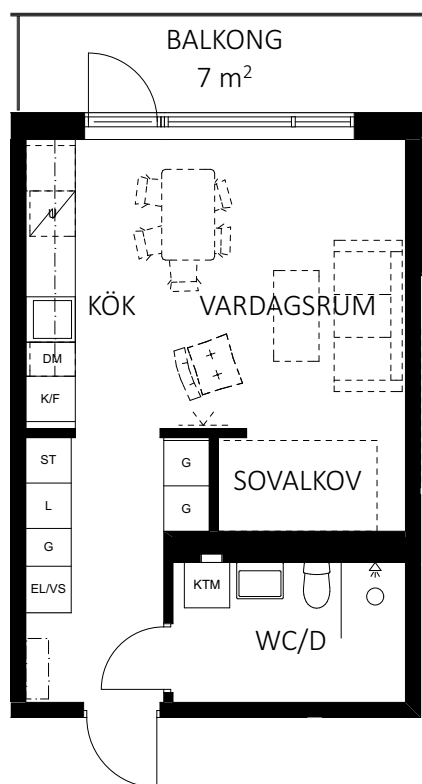 BALKONG
7 m²
U
KÖK
VARDAGSRUM
DM
K/F
ST
L
G
EL/VS
G
G
SOVALKOV
KTM
WC/D